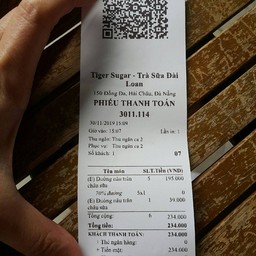 Tiger Sugar - Trà Sữa Đài
Loan
196 Đống Đa, Hải Châu, Đà Nẵng
PHIẾU THANH TOÁN
3011.114
30/11/2019 15:09
Giờ vào: 15:07 Lần in: 1
Thu ngân: Thu ngân ca 2
Phục vụ: Thu ngân ca 2
Số khách: 1 07
Tên món SLT.Tiền (VND)
(E) Đường nâu trân 5 195.000
châu sữa
70% đường 5x1 0
(E) Đường nâu trân 1 39.000
châu sữa
Tổng cộng: 6 234.000
Tổng tiền: 234.000
KHÁCH THANH TOÁN: 234.000
+ Thẻ ngân hàng: 0
+ Tiền mặt: 234.000